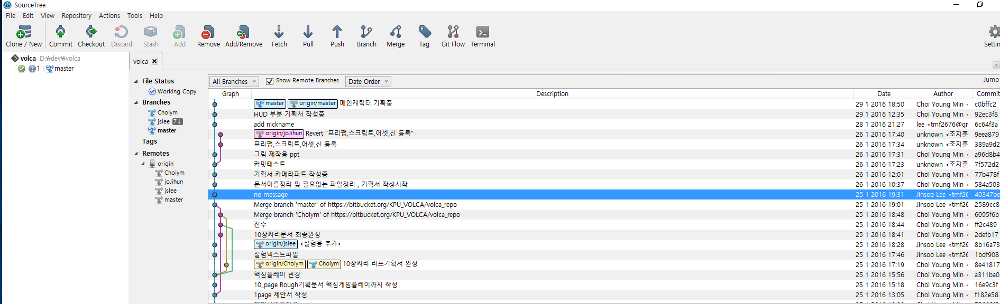 SourceTree
File Edit View Repository Actions Tools Help
Clone / New Commit Checkout Discard Stash Add Remove Add/Remove Fetch Pull Push Branch Merge Tag Git Flow Terminal Settin
volca D:₩dev₩volca
1 | master
volca
File Status
Working Copy
Branches
Choiym
jslee 7↓
master
Tags
Remotes
origin
Choiym
joJihun
jslee
master
All Branches Show Remote Branches Date Order Jump
Graph Description Date Author Commit
master origin/master 메인캐릭터 기획중 29 1 2016 18:50 Choi Young Min < c0bffc2
HUD 부분 기획서 작성중 29 1 2016 12:35 Choi Young Min < 92ec3f8
add nickname 28 1 2016 21:27 lee <tmf2676@gn 6c64f3a
origin/joJihun Revert "프리팹,스크립트,어셋,신 등록" 26 1 2016 17:40 unknown <조지훈 9eea879
프리팹,스크립트,어셋,신 등록 26 1 2016 17:34 unknown <조지훈 389a9d2
그림 제작용 ppt 26 1 2016 17:31 Choi Young Min < a96d8b4
커밋테스트 26 1 2016 17:23 unknown <조지훈 7f572d2
기획서 카메라파트 작성중 26 1 2016 12:01 Choi Young Min < 77b478f
문서이름정리 및 필요없는 파일정리 , 기획서 작성시작 26 1 2016 10:37 Choi Young Min < 584a503
no message 25 1 2016 19:31 Jinsoo Lee <tmf26 40347be
Merge branch 'master' of https://bitbucket.org/KPU_VOLCA/volca_repo 25 1 2016 19:01 Jinsoo Lee <tmf26 2589cc8
Merge branch 'Choiym' of https://bitbucket.org/KPU_VOLCA/volca_repo 25 1 2016 18:48 Choi Young Min < 6095f6b
진수 25 1 2016 18:44 Choi Young Min < ff2c489
10장짜리문서 최종완성 25 1 2016 18:41 Choi Young Min < 2defb17
origin/jslee <실험용 추가> 25 1 2016 18:28 Jinsoo Lee <tmf26 8b16a73
실험텍스트파일 25 1 2016 17:46 Jinsoo Lee <tmf26 1bdf908
origin/Choiym Choiym 10장짜리 러프기획서 완성 25 1 2016 17:19 Choi Young Min < 8e41817
핵심플레이 변경 25 1 2016 15:56 Choi Young Min < a311ba0
10_page Rough기획문서 핵심게임플레이까지 작성 25 1 2016 15:18 Choi Young Min < 16e9c3f
1page 제안서 작성 25 1 2016 13:05 Choi Young Min < f182e58